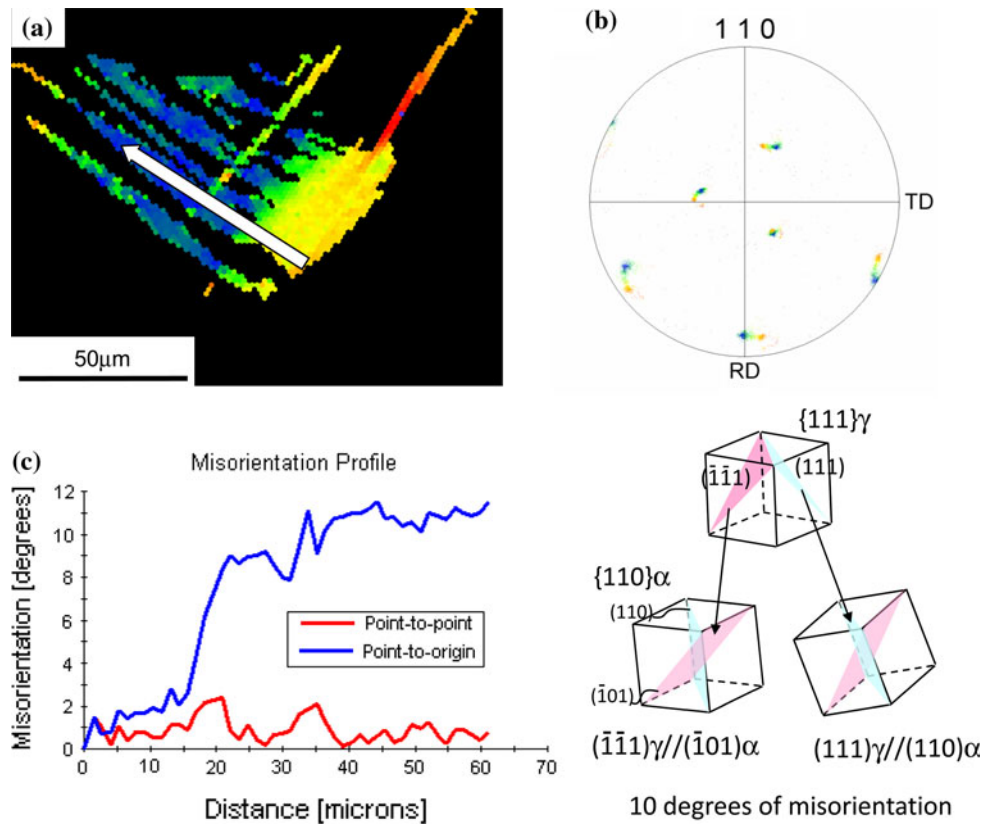 (a)
50μm
(b)
1 1 0
TD
RD
(c)
Misorientation Profile
Misorientation [degrees]
12
10
8
6
4
2
0
Point-to-point
Point-to-origin
0 10 20 30 40 50 60 70
Distance [microns]
{111}γ
(1̅1̅1)
(111)
{110}α
(110)
(1̅01)
(1̅1̅1)γ//(1̅01)α
(111)γ//(110)α
10 degrees of misorientation